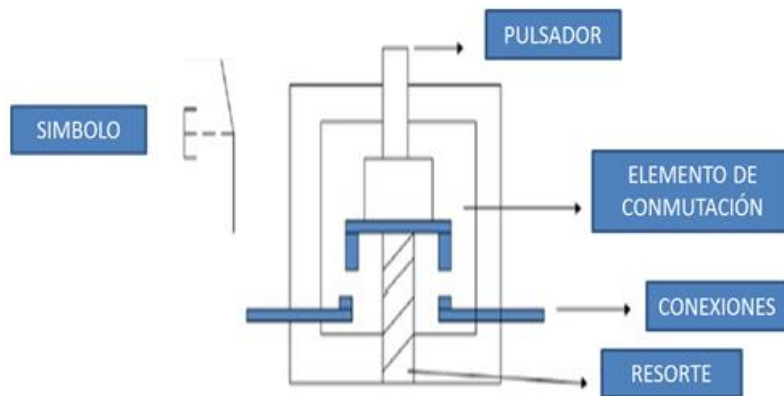 PULSADOR
SIMBOLO
ELEMENTO DE
CONMUTACIÓN
CONEXIONES
RESORTE